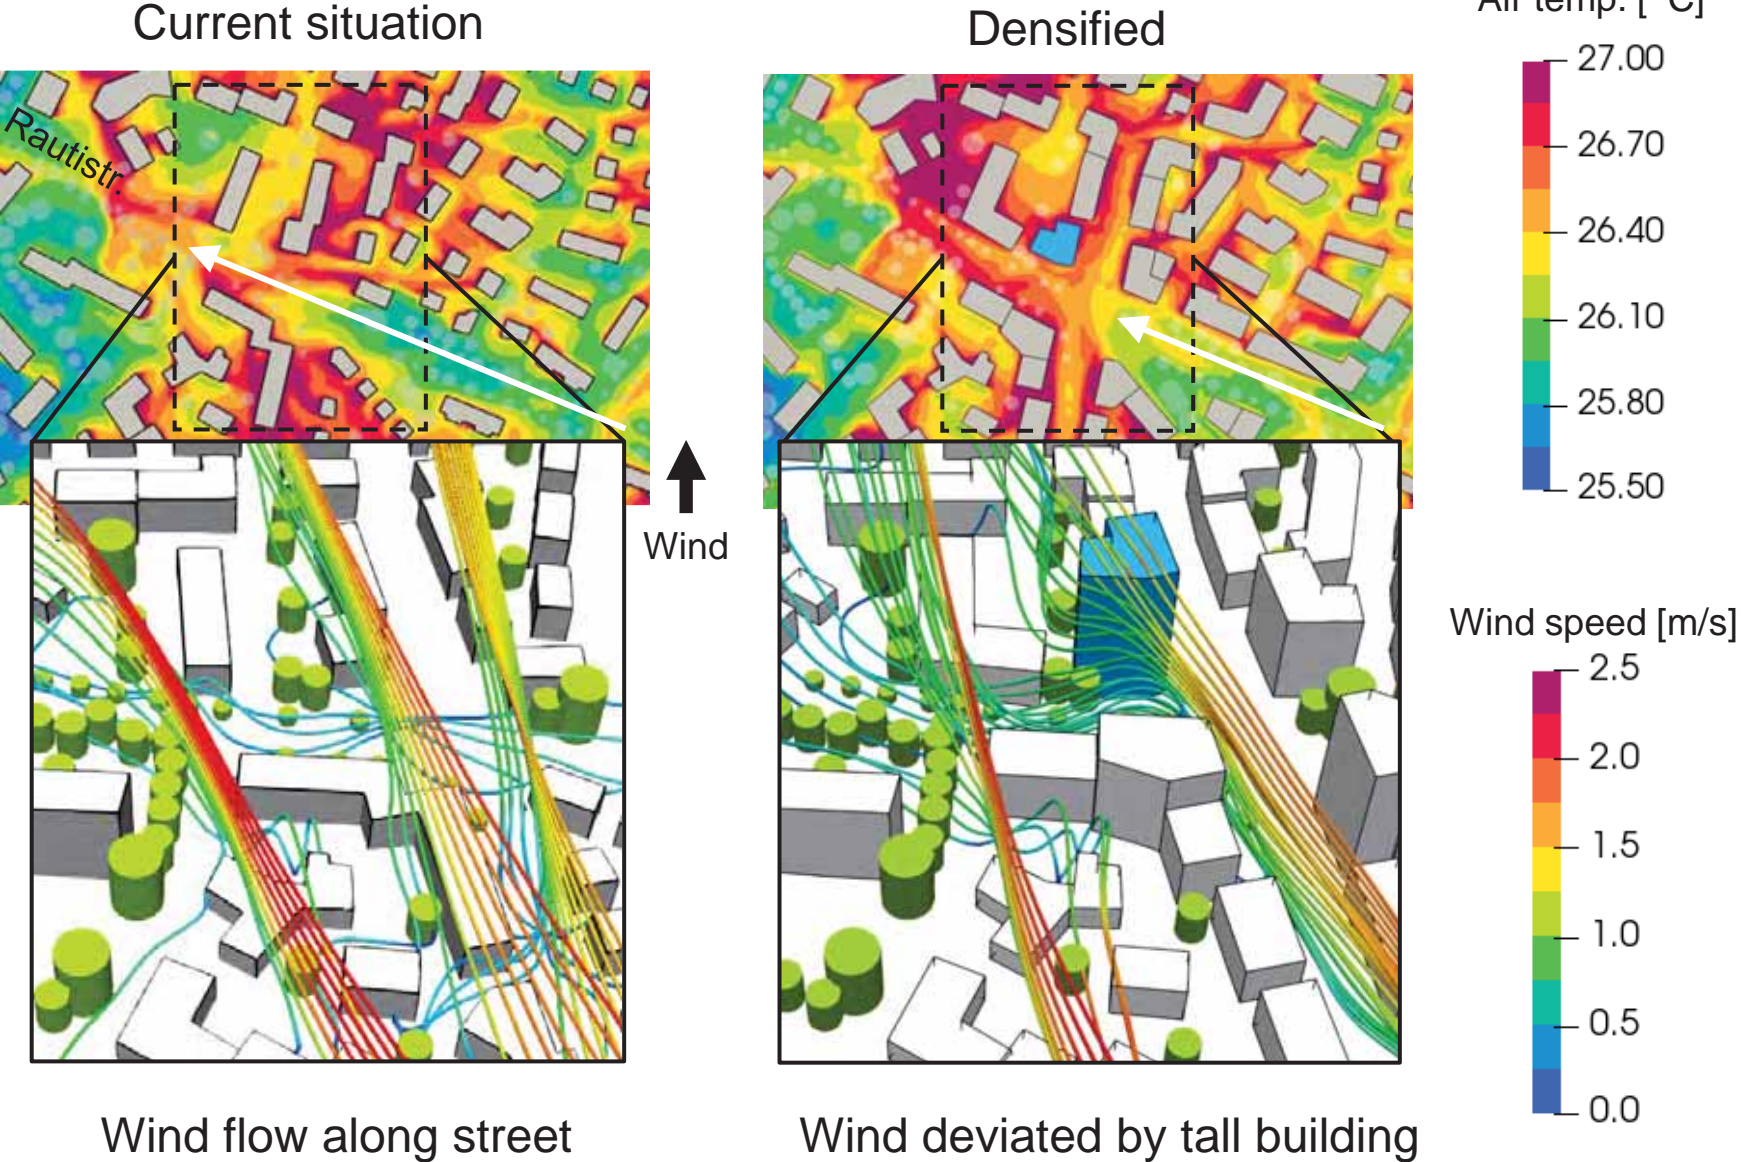 Current situation
Densified
Air temp. [°C]
27.00
26.70
26.40
26.10
25.80
25.50
Rautistr.
Wind
Wind speed [m/s]
2.5
2.0
1.5
1.0
0.5
0.0
Wind flow along street
Wind deviated by tall building